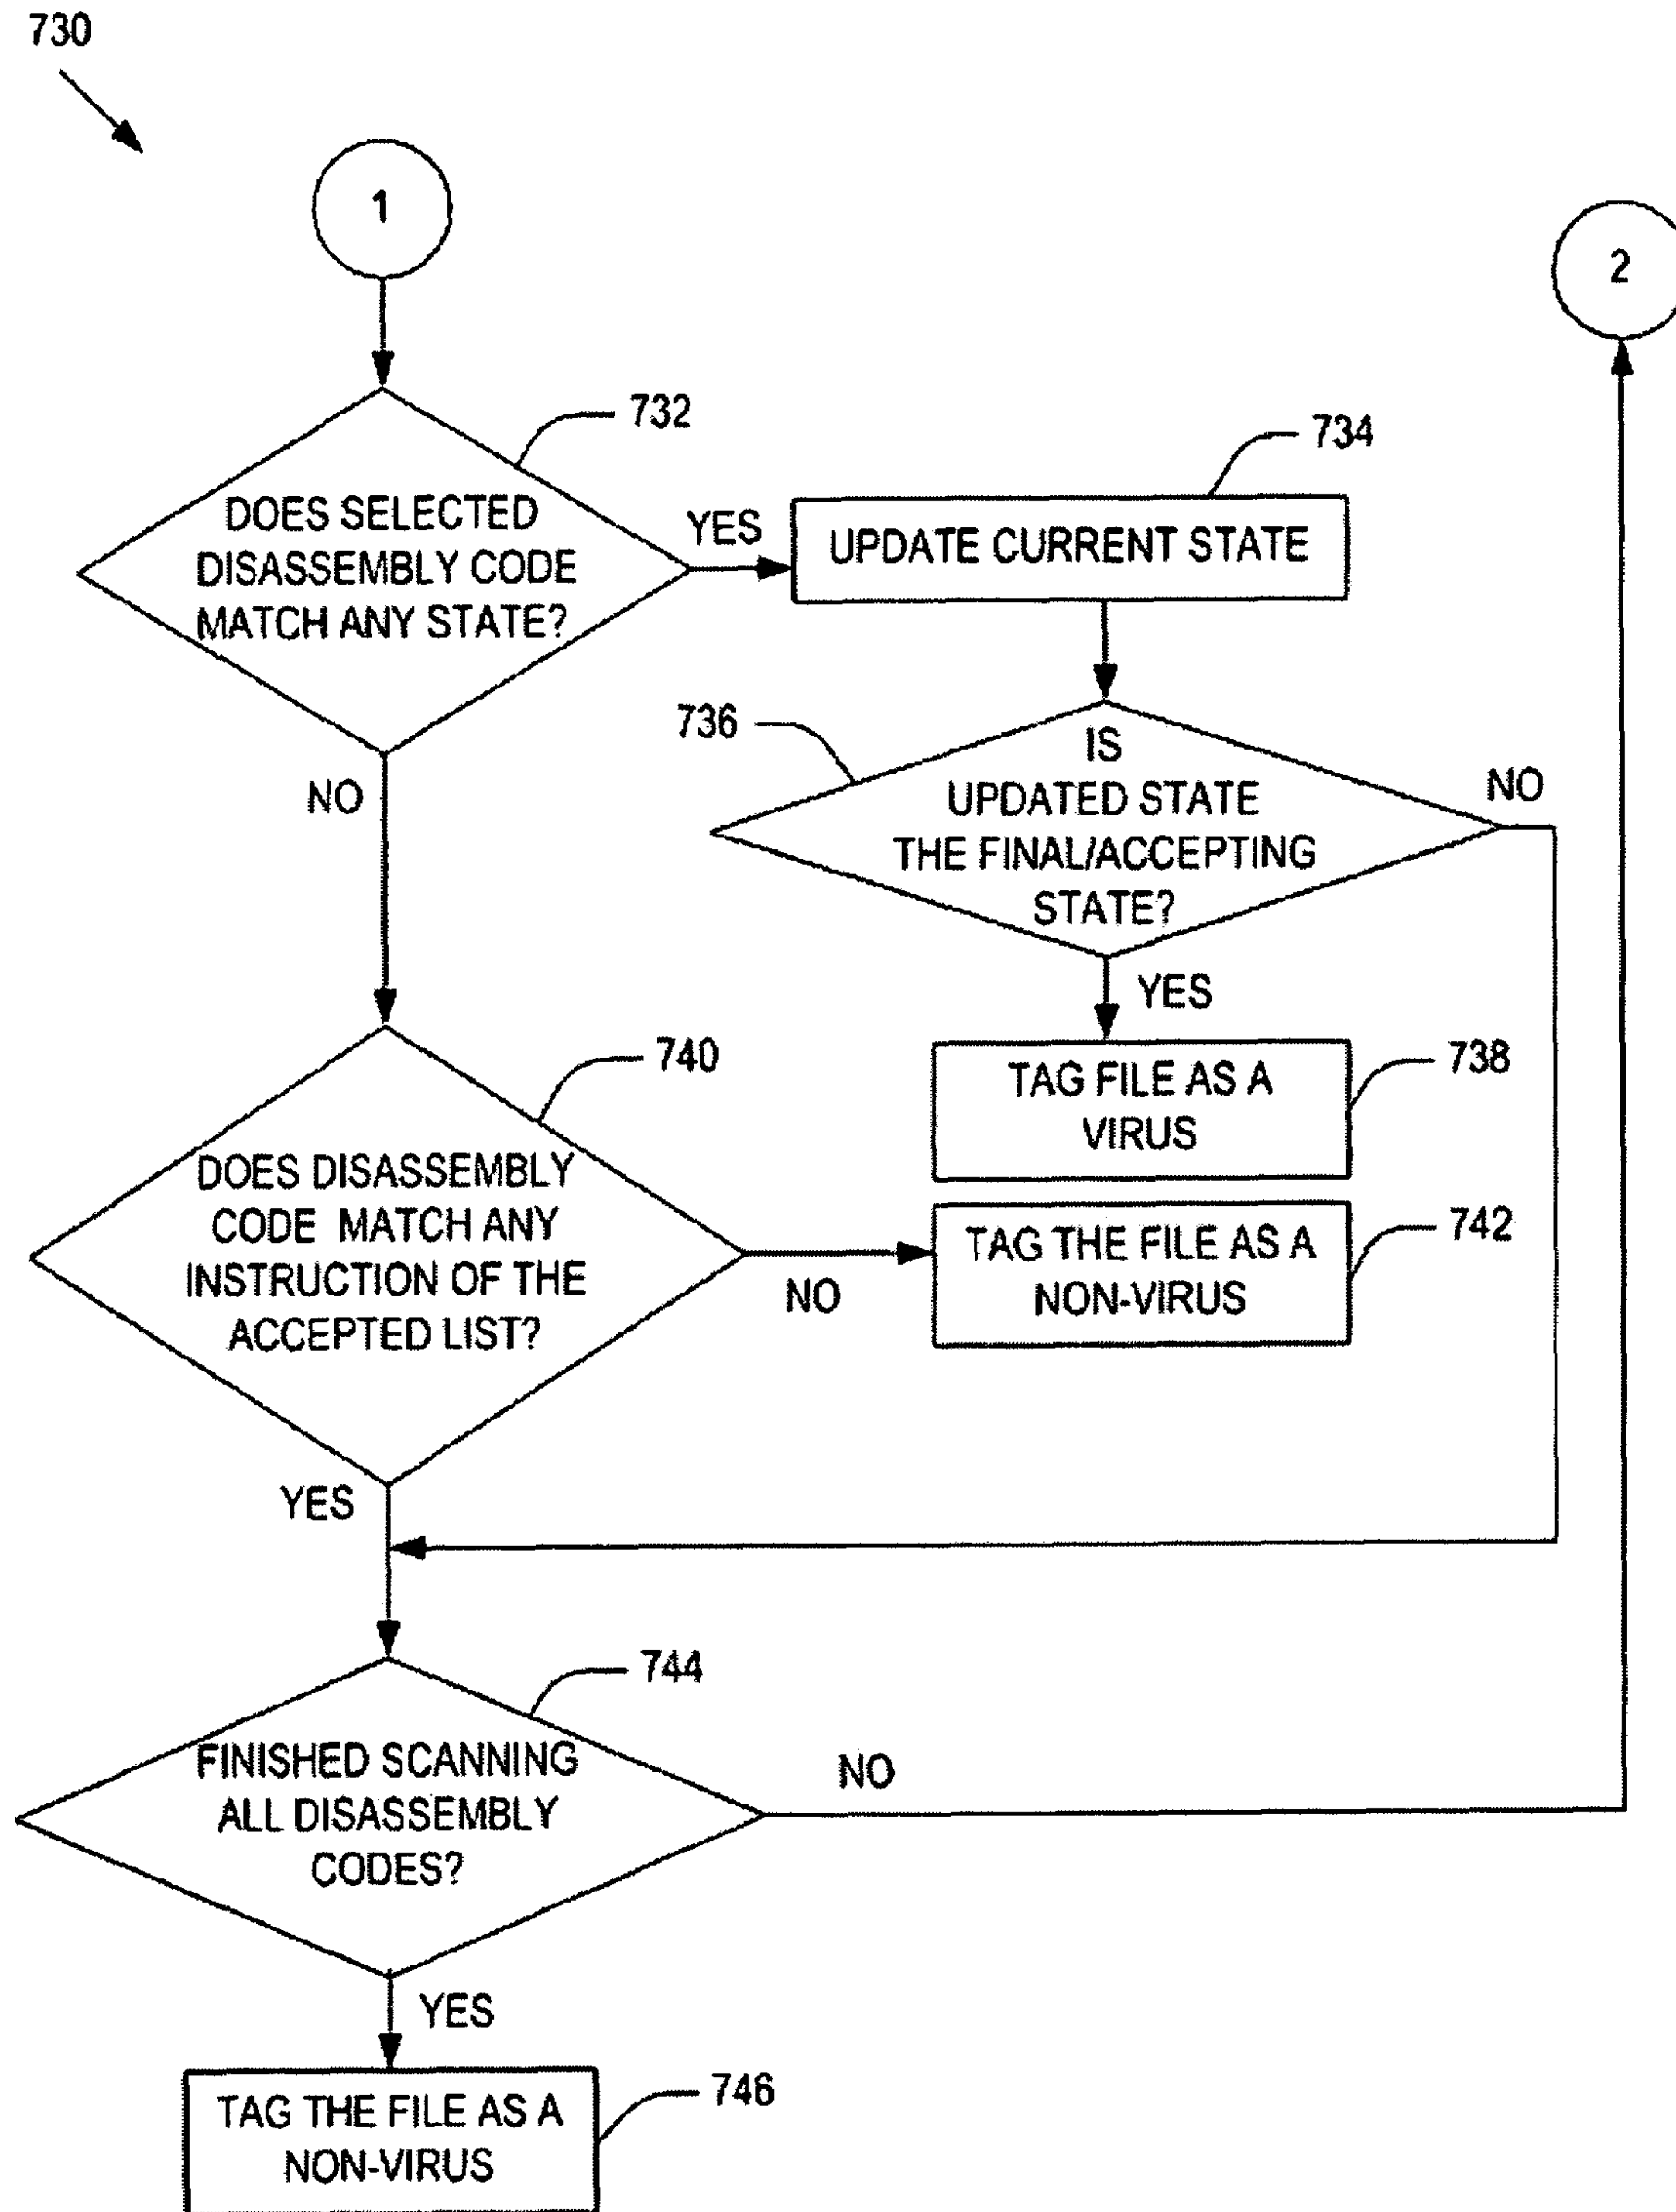 730
1
2
732
DOES SELECTED
DISASSEMBLY CODE
MATCH ANY STATE?
YES
734
UPDATE CURRENT STATE
NO
736
IS
UPDATED STATE
THE FINAL/ACCEPTING
STATE?
NO
YES
738
TAG FILE AS A
VIRUS
740
DOES DISASSEMBLY
CODE MATCH ANY
INSTRUCTION OF THE
ACCEPTED LIST?
NO
742
TAG THE FILE AS A
NON-VIRUS
YES
744
FINISHED SCANNING
ALL DISASSEMBLY
CODES?
NO
YES
746
TAG THE FILE AS A
NON-VIRUS